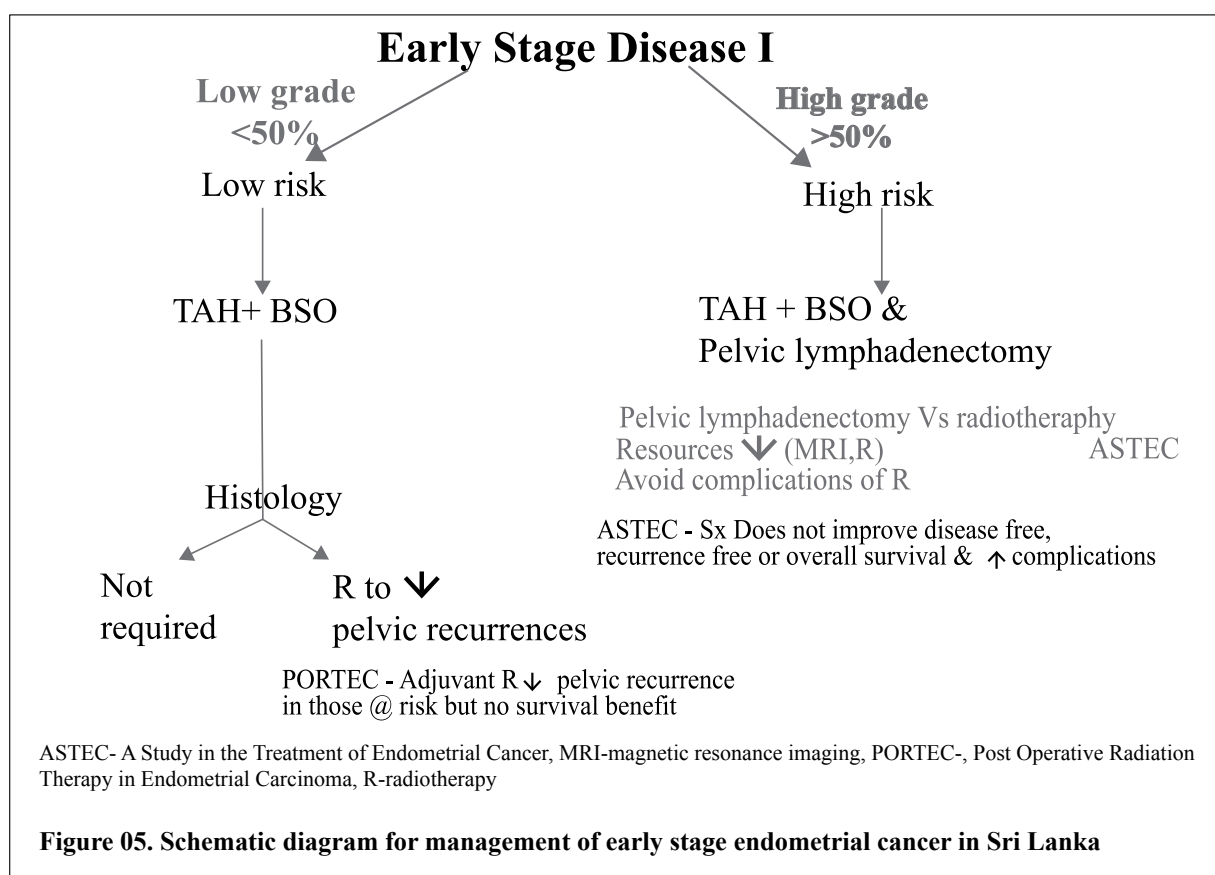 Early Stage Disease I
Low grade
<50%
High grade
>50%
Low risk
High risk
TAH+ BSO
TAH + BSO &
Pelvic lymphadenectomy
Pelvic lymphadenectomy Vs radiotheraphy
Resources ↓ (MRI,R) ASTEC
Avoid complications of R
Histology
ASTEC - Sx Does not improve disease free,
recurrence free or overall survival & ↑ complications
Not
required
R to ↓
pelvic recurrences
PORTEC - Adjuvant R ↓ pelvic recurrence
in those @ risk but no survival benefit
ASTEC- A Study in the Treatment of Endometrial Cancer, MRI-magnetic resonance imaging, PORTEC-, Post Operative Radiation
Therapy in Endometrial Carcinoma, R-radiotherapy
Figure 05. Schematic diagram for management of early stage endometrial cancer in Sri Lanka